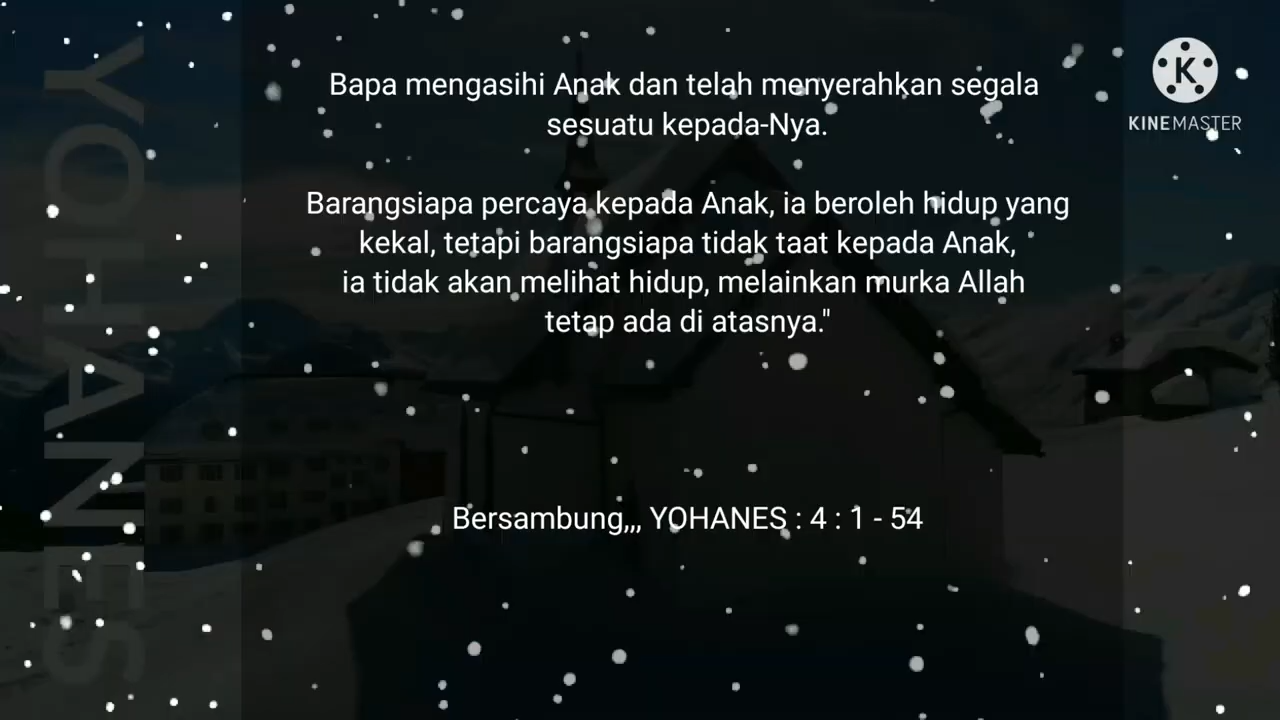 YOHANES
Bapa mengasihi Anak dan telah menyerahkan segala
sesuatu kepada-Nya.
Barangsiapa percaya kepada Anak, ia beroleh hidup yang
kekal, tetapi barangsiapa tidak taat kepada Anak,
ia tidak akan melihat hidup, melainkan murka Allah
tetap ada di atasnya."
Bersambung,,, YOHANES : 4 : 1 - 54
K
KINEMASTER